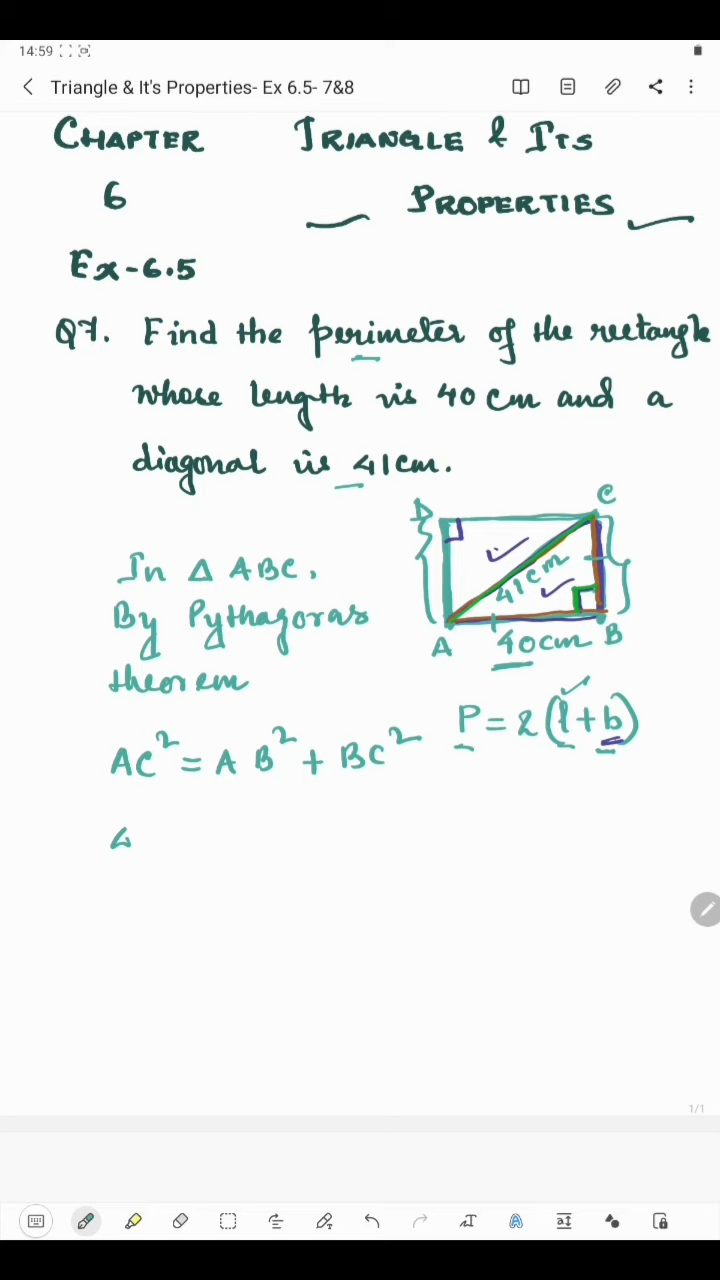 14:59
Triangle & It's Properties- Ex 6.5- 7&8
CHAPTER TRIANGLE & ITS
6 PROPERTIES
Ex-6.5
Q7. Find the perimeter of the rectangle
whose length is 40 cm and a
diagonal is 41cm.
D C
41cm
A 40cm B
In △ ABC,
By Pythagoras
theorem
P = 2 (l+b)
AC² = AB² + BC²
4
1/1